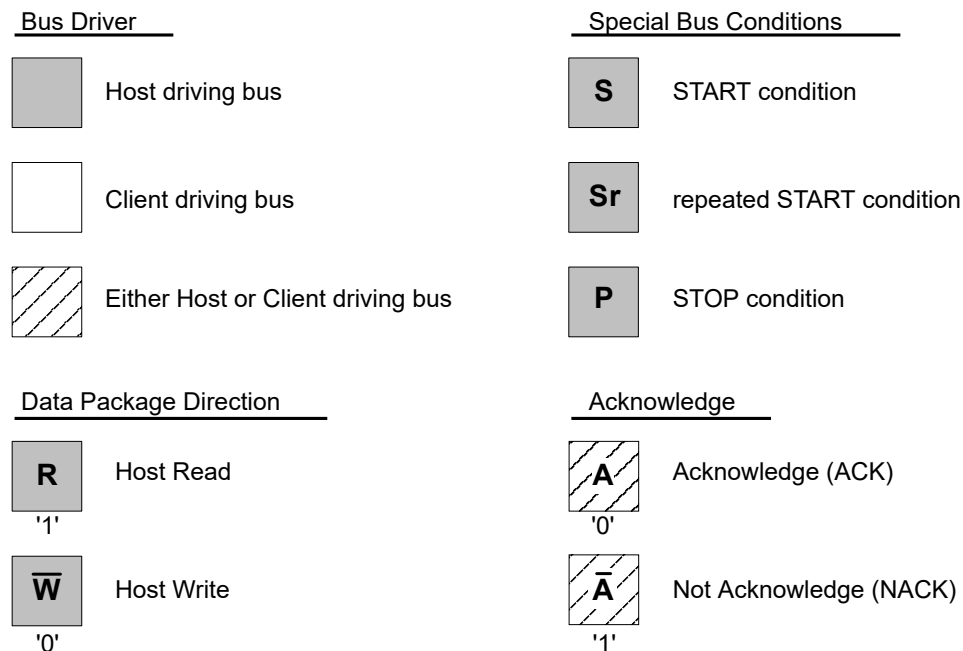 Bus Driver
Host driving bus
Client driving bus
Either Host or Client driving bus
Special Bus Conditions
S START condition
Sr repeated START condition
P STOP condition
Data Package Direction
R Host Read
'1'
W̅ Host Write
'0'
Acknowledge
A Acknowledge (ACK)
'0'
A̅ Not Acknowledge (NACK)
'1'